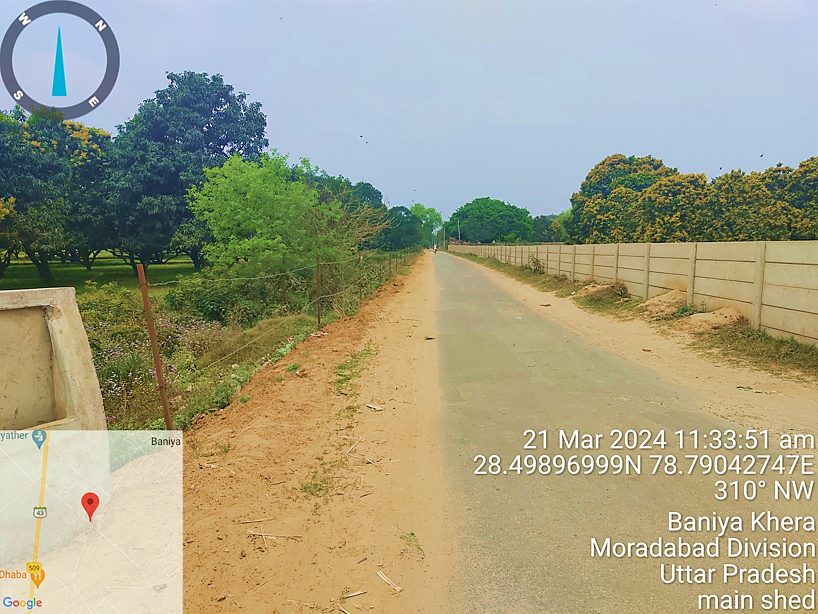 W
N
S
E
yather
Baniya
43
509
Dhaba
Google
21 Mar 2024 11:33:51 am
28.49896999N 78.79042747E
310° NW
Baniya Khera
Moradabad Division
Uttar Pradesh
main shed